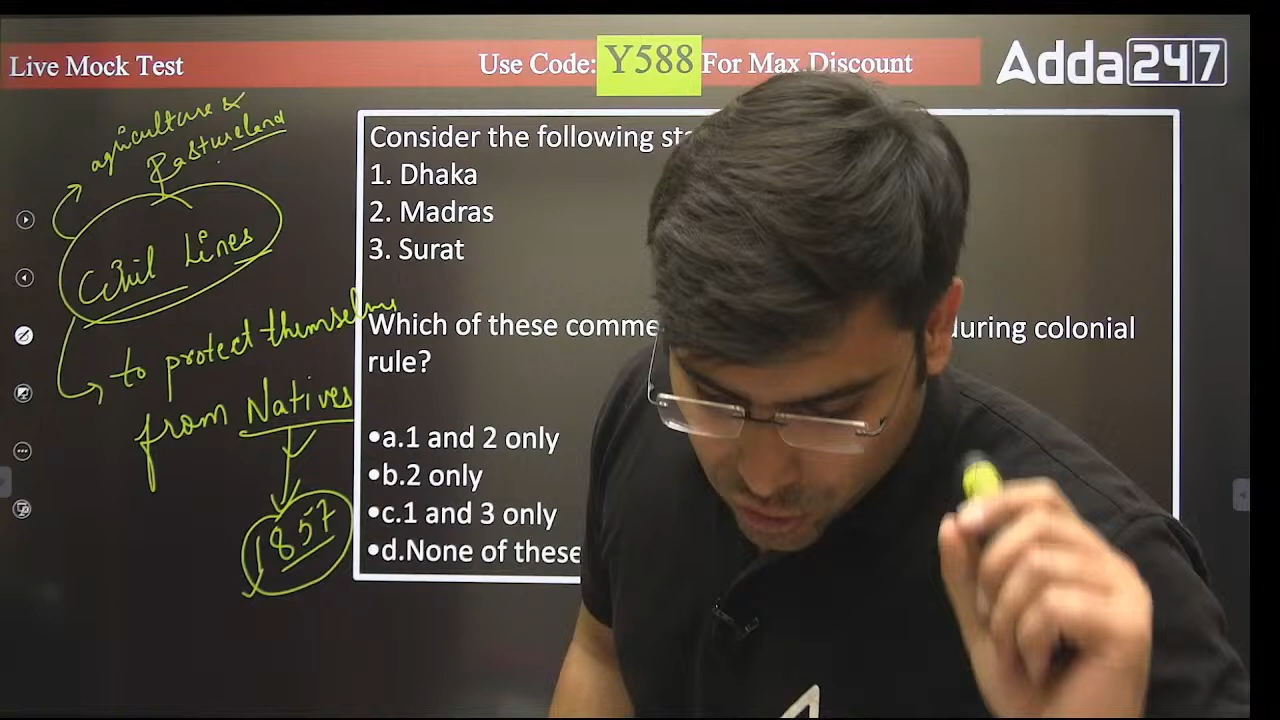 Live Mock Test
Use Code: Y588 For Max Discount
Adda247
agriculture &
Pastureland
Civil Lines
to protect themselves
from Natives
1857
Consider the following
1. Dhaka
2. Madras
3. Surat
Which of these during colonial
rule?
•a.1 and 2 only
•b.2 only
•c.1 and 3 only
•d.None of these